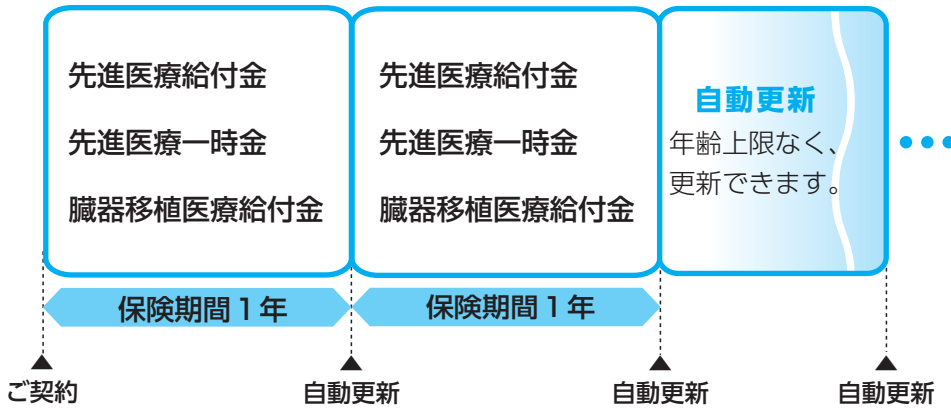 先進医療給付金
先進医療一時金
臓器移植医療給付金
先進医療給付金
先進医療一時金
臓器移植医療給付金
自動更新
年齢上限なく、
更新できます。
保険期間1年
保険期間1年
ご契約
自動更新
自動更新
自動更新